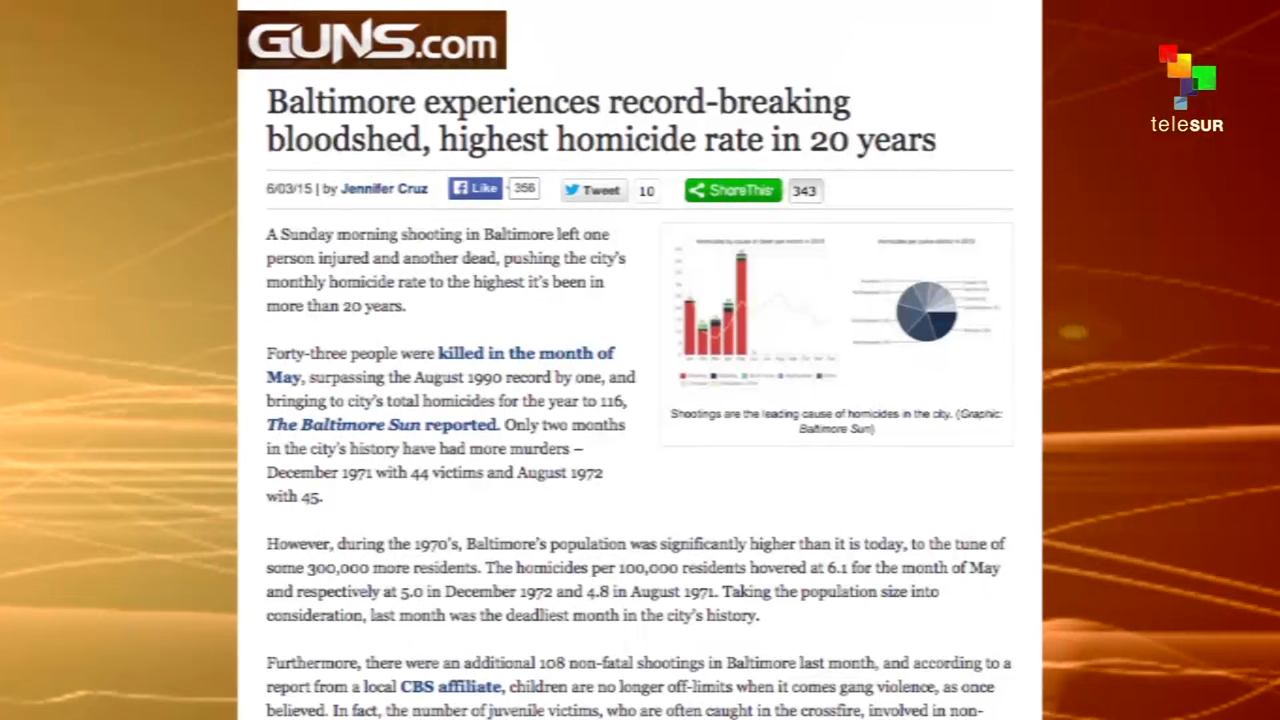 GUNS.com
teleSUR
Baltimore experiences record-breaking
bloodshed, highest homicide rate in 20 years
6/03/15 | by Jennifer Cruz
Like
356
Tweet
10
ShareThis
343
A Sunday morning shooting in Baltimore left one
person injured and another dead, pushing the city's
monthly homicide rate to the highest it's been in
more than 20 years.
Forty-three people were killed in the month of
May, surpassing the August 1990 record by one, and
bringing to city's total homicides for the year to 116,
The Baltimore Sun reported. Only two months
in the city's history have had more murders –
December 1971 with 44 victims and August 1972
with 45.
Shootings are the leading cause of homicides in the city. (Graphic:
Baltimore Sun)
However, during the 1970's, Baltimore's population was significantly higher than it is today, to the tune of
some 300,000 more residents. The homicides per 100,000 residents hovered at 6.1 for the month of May
and respectively at 5.0 in December 1972 and 4.8 in August 1971. Taking the population size into
consideration, last month was the deadliest month in the city's history.
Furthermore, there were an additional 108 non-fatal shootings in Baltimore last month, and according to a
report from a local CBS affiliate, children are no longer off-limits when it comes gang violence, as once
believed. In fact, the number of juvenile victims, who are often caught in the crossfire, involved in non-